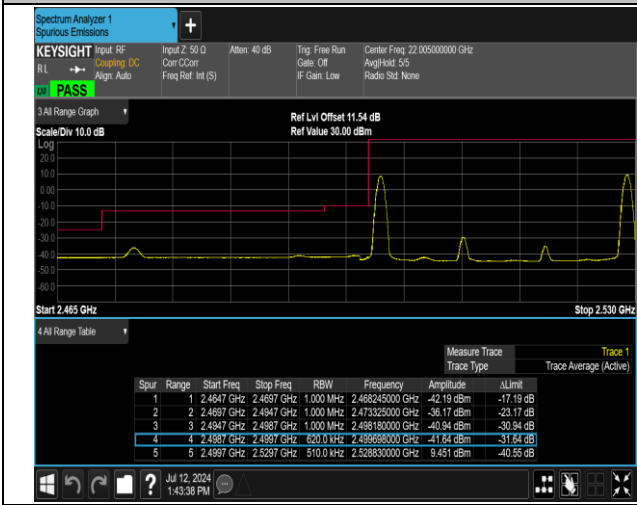 Spectrum Analyzer 1
Spurious Emissions
+
KEYSIGHT Input: RF Input Z: 50 Ω Atten: 40 dB Trig: Free Run Center Freq: 22.005000000 GHz
RL Coupling: DC Corr CCorr Gate: Off Avg|Hold: 5/5
Align: Auto Freq Ref: Int (S) IF Gain: Low Radio Std: None
PASS
3 All Range Graph
Ref Lvl Offset 11.54 dB
Scale/Div 10.0 dB Ref Value 30.00 dBm
Log
20.0
10.0
0.00
-10.0
-20.0
-30.0
-40.0
-50.0
-60.0
Start 2.465 GHz Stop 2.530 GHz
4 All Range Table
Measure Trace Trace 1
Trace Type Trace Average (Active)
Spur Range Start Freq Stop Freq RBW Frequency Amplitude ΔLimit
1 1 2.4647 GHz 2.4697 GHz 1.000 MHz 2.468245000 GHz -42.19 dBm -17.19 dB
2 2 2.4697 GHz 2.4947 GHz 1.000 MHz 2.473325000 GHz -36.17 dBm -23.17 dB
3 3 2.4947 GHz 2.4987 GHz 1.000 MHz 2.498180000 GHz -40.94 dBm -30.94 dB
4 4 2.4987 GHz 2.4997 GHz 620.0 kHz 2.499698000 GHz -41.64 dBm -31.64 dB
5 5 2.4997 GHz 2.5297 GHz 510.0 kHz 2.528830000 GHz 9.451 dBm -40.55 dB
?
Jul 12, 2024
1:43:38 PM